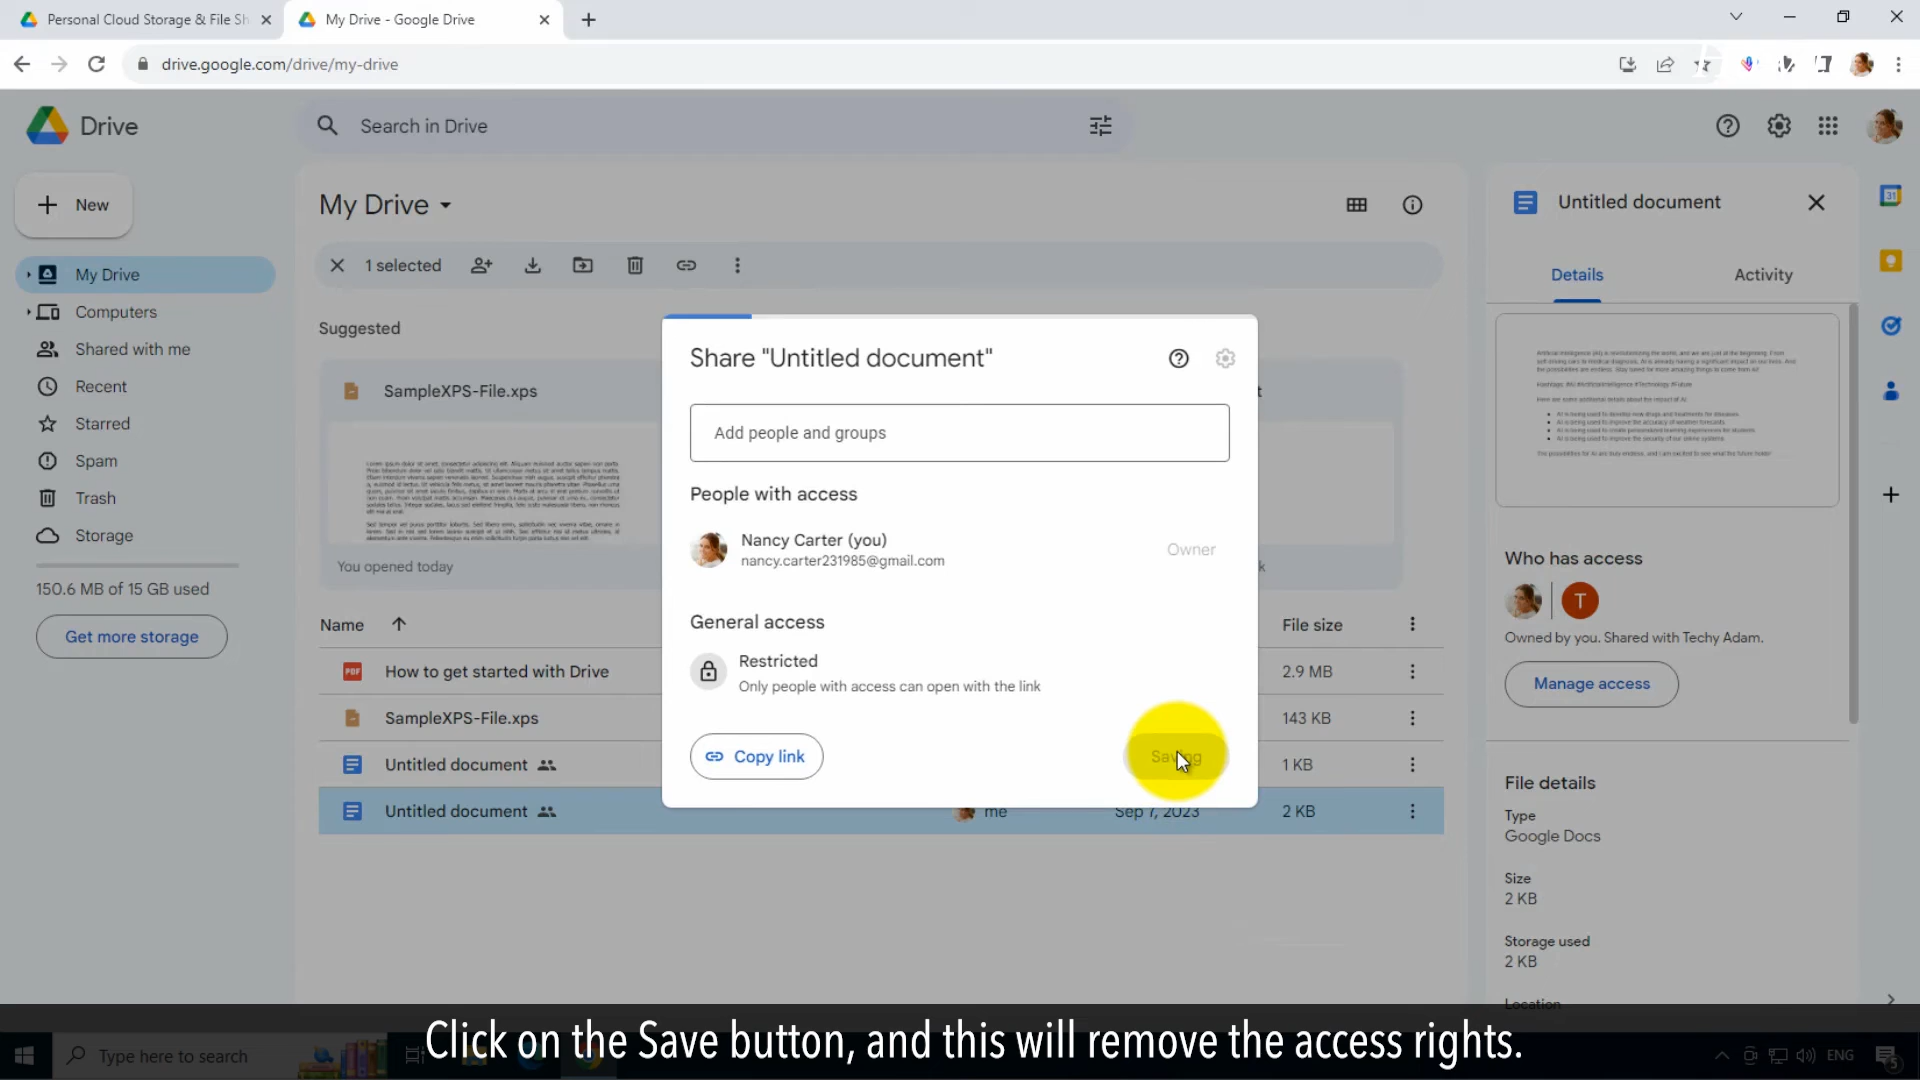 Personal Cloud Storage & File Sh
My Drive - Google Drive
drive.google.com/drive/my-drive
Drive
Search in Drive
New
My Drive
Computers
Shared with me
Recent
Starred
Spam
Trash
Storage
150.6 MB of 15 GB used
Get more storage
My Drive
1 selected
Suggested
SampleXPS-File.xps
You opened today
Name
File size
How to get started with Drive
2.9 MB
SampleXPS-File.xps
143 KB
Untitled document
1 KB
Untitled document
me
Sep 7, 2023
2 KB
Share "Untitled document"
Add people and groups
People with access
Nancy Carter (you)
nancy.carter231985@gmail.com
Owner
General access
Restricted
Only people with access can open with the link
Copy link
Saving
Untitled document
Details
Activity
Who has access
T
Owned by you. Shared with Techy Adam.
Manage access
File details
Type
Google Docs
Size
2 KB
Storage used
2 KB
Location
Click on the Save button, and this will remove the access rights.
Type here to search
ENG